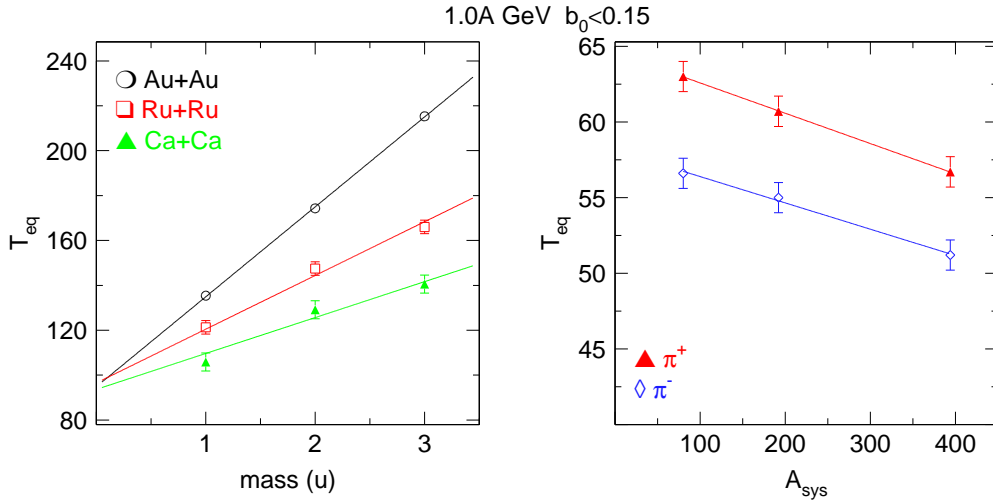 1.0A GeV b₀<0.15
240
200
160
120
80
T_eq
Au+Au
Ru+Ru
Ca+Ca
1 2 3
mass (u)
65
60
55
50
45
T_eq
π⁺
π⁻
0 100 200 300 400
A_sys